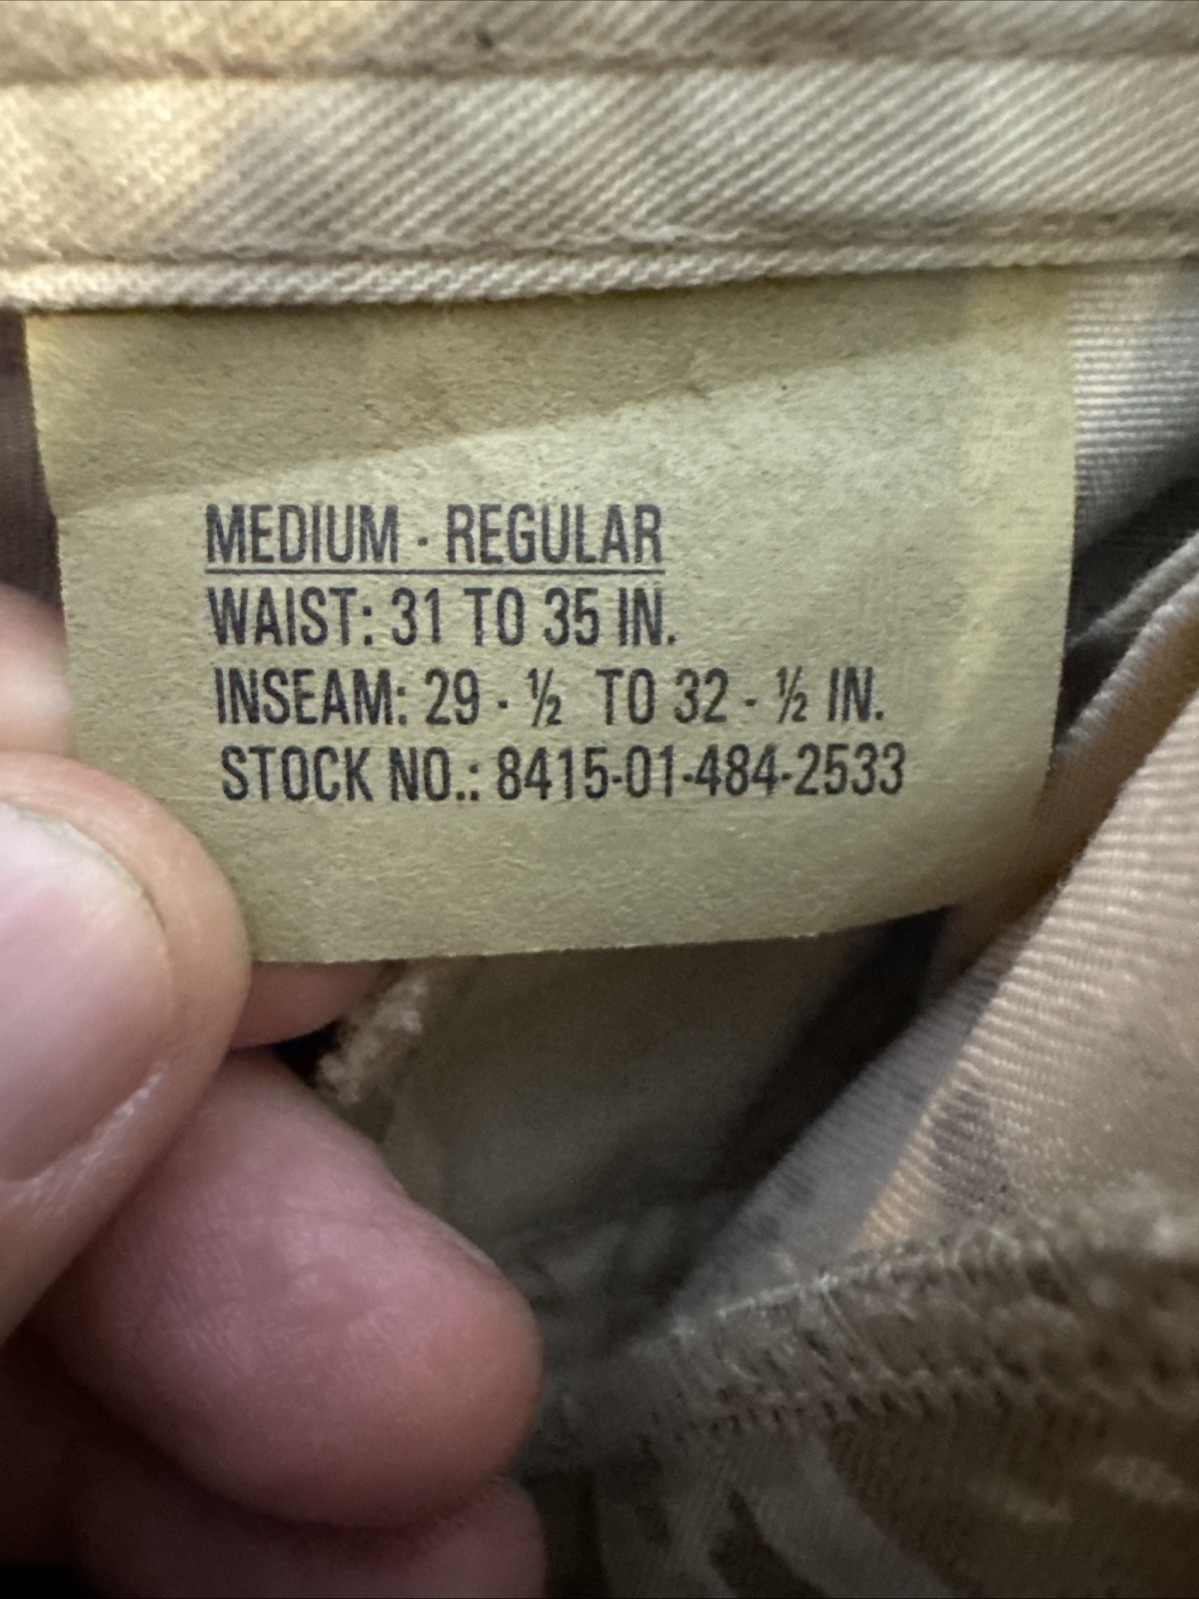 MEDIUM - REGULAR
WAIST: 31 TO 35 IN.
INSEAM: 29 - ½ TO 32 - ½ IN.
STOCK NO.: 8415-01-484-2533